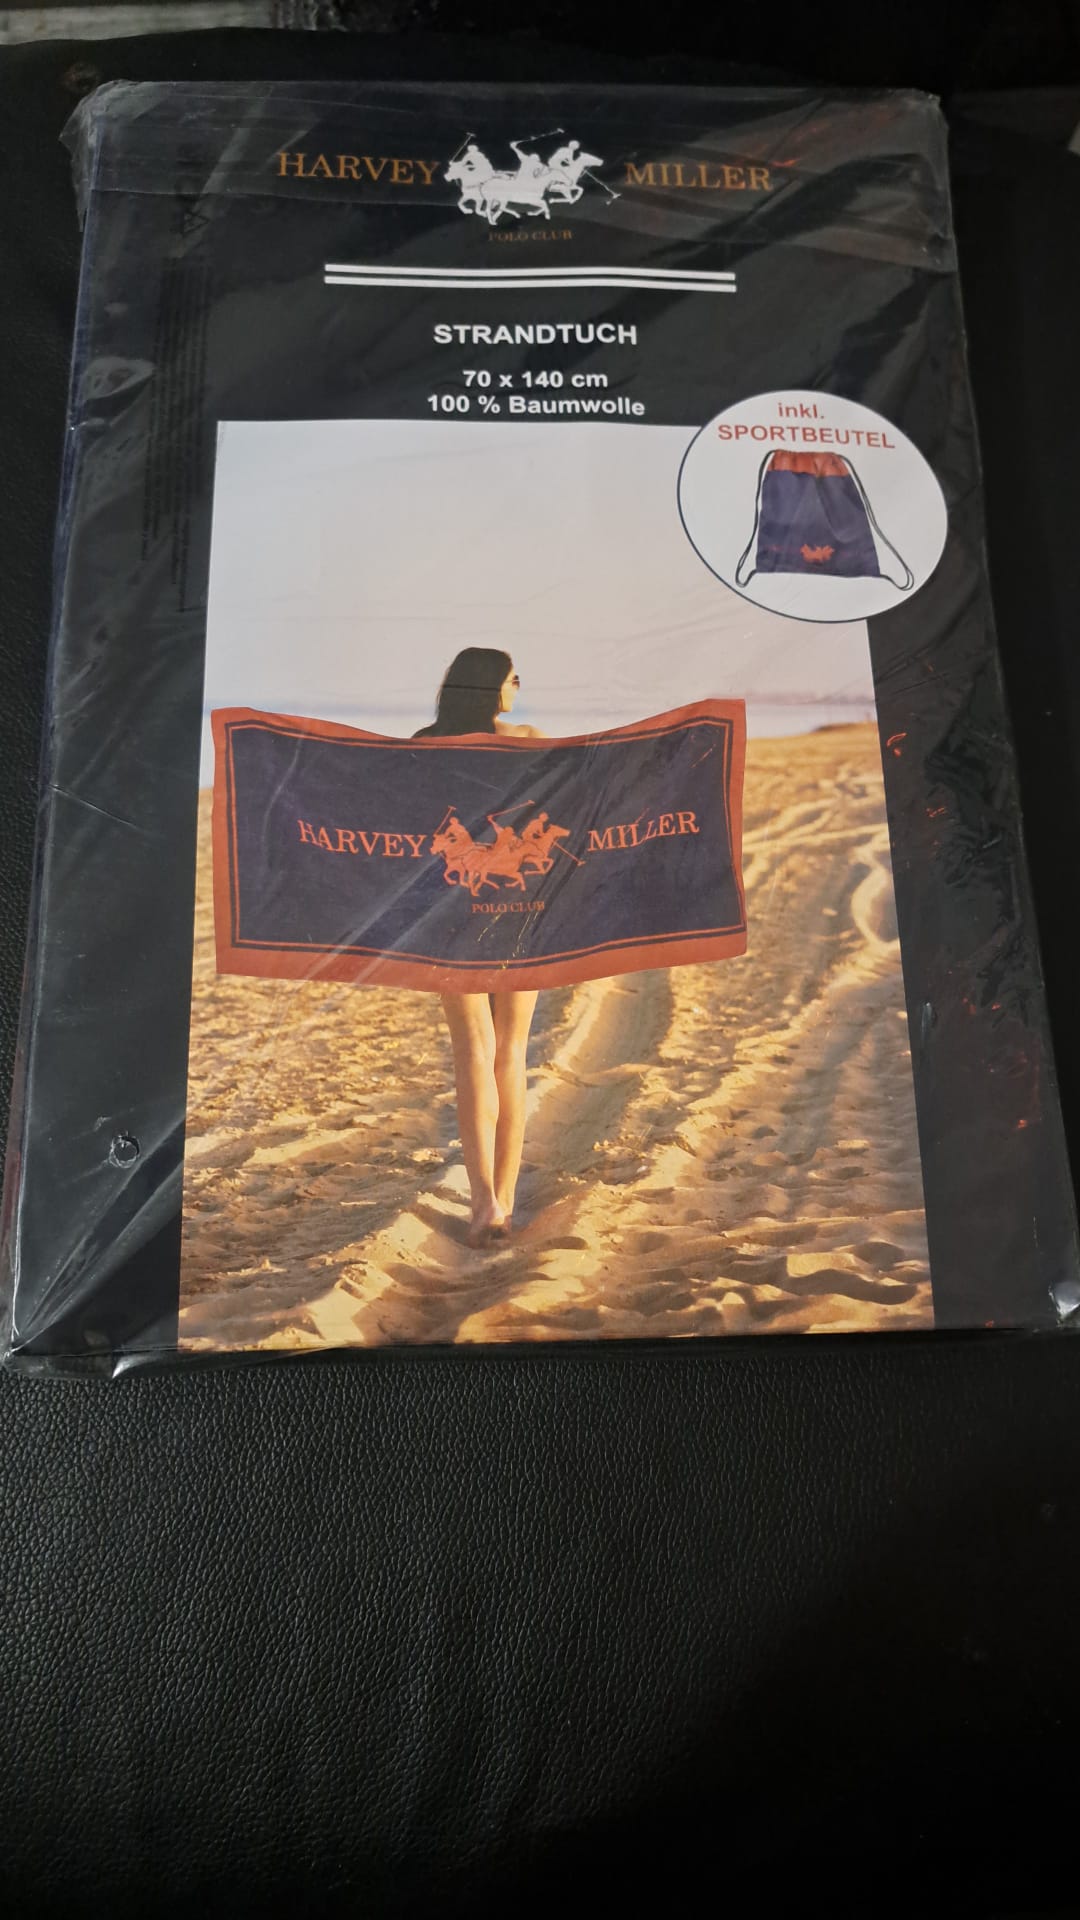 HARVEY MILLER
POLO CLUB
STRANDTUCH
70 x 140 cm
100 % Baumwolle
inkl.
SPORTBEUTEL
HARVEY MILLER
POLO CLUB